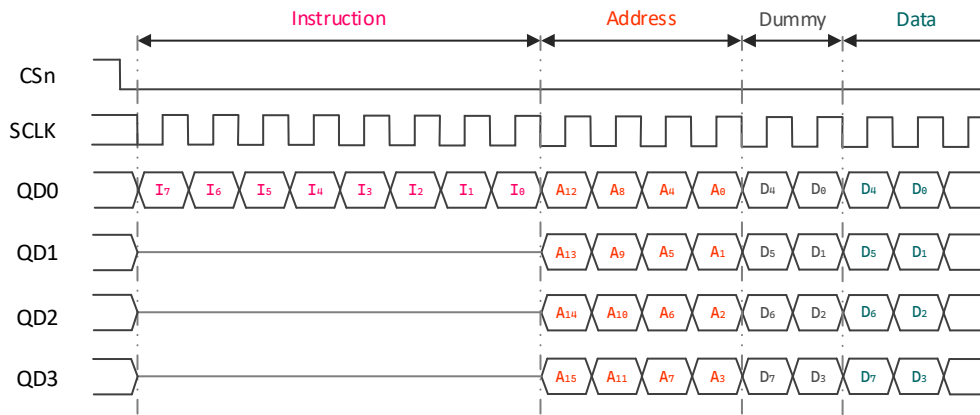 Instruction Address Dummy Data
CSn
SCLK
QD0 I₇ I₆ I₅ I₄ I₃ I₂ I₁ I₀ A₁₂ A₈ A₄ A₀ D₄ D₀ D₄ D₀
QD1 A₁₃ A₉ A₅ A₁ D₅ D₁ D₅ D₁
QD2 A₁₄ A₁₀ A₆ A₂ D₆ D₂ D₆ D₂
QD3 A₁₅ A₁₁ A₇ A₃ D₇ D₃ D₇ D₃